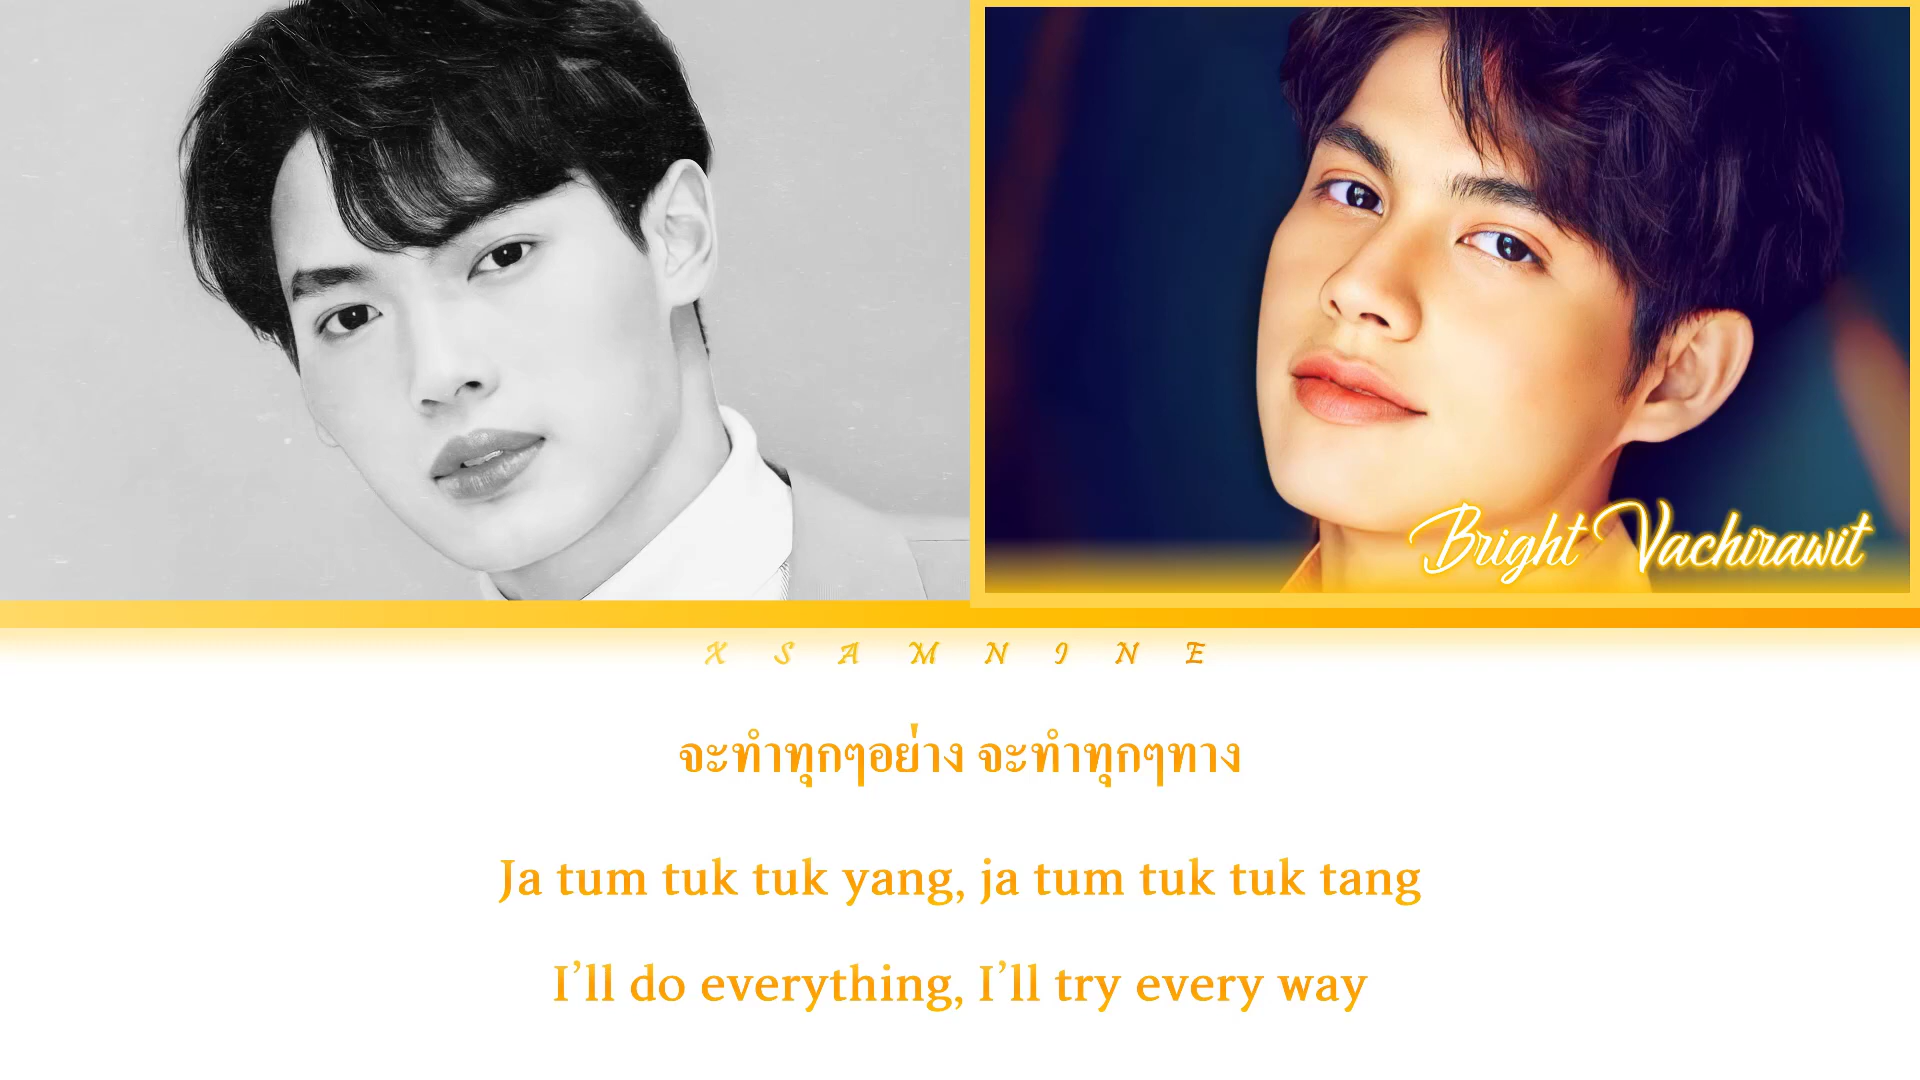 Bright Vachirawit
X S A M N I N E
จะทำทุกๆอย่าง จะทำทุกๆทาง
Ja tum tuk tuk yang, ja tum tuk tuk tang
I’ll do everything, I’ll try every way